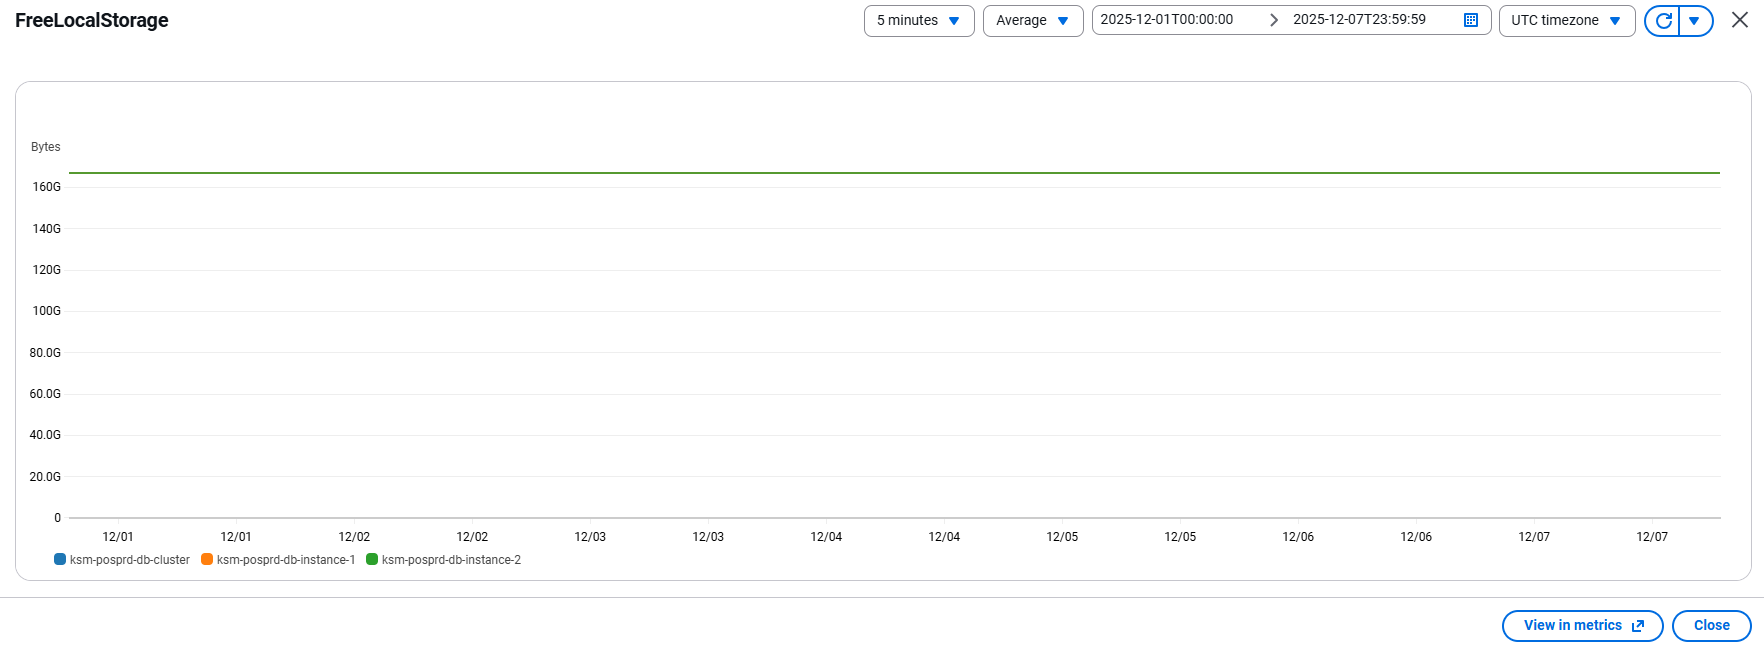 FreeLocalStorage
5 minutes
Average
2025-12-01T00:00:00
2025-12-07T23:59:59
UTC timezone
Bytes
160G
140G
120G
100G
80.0G
60.0G
40.0G
20.0G
0
12/01 12/01 12/02 12/02 12/03 12/03 12/04 12/04 12/05 12/05 12/06 12/06 12/07 12/07
ksm-posprd-db-cluster ksm-posprd-db-instance-1 ksm-posprd-db-instance-2
View in metrics
Close